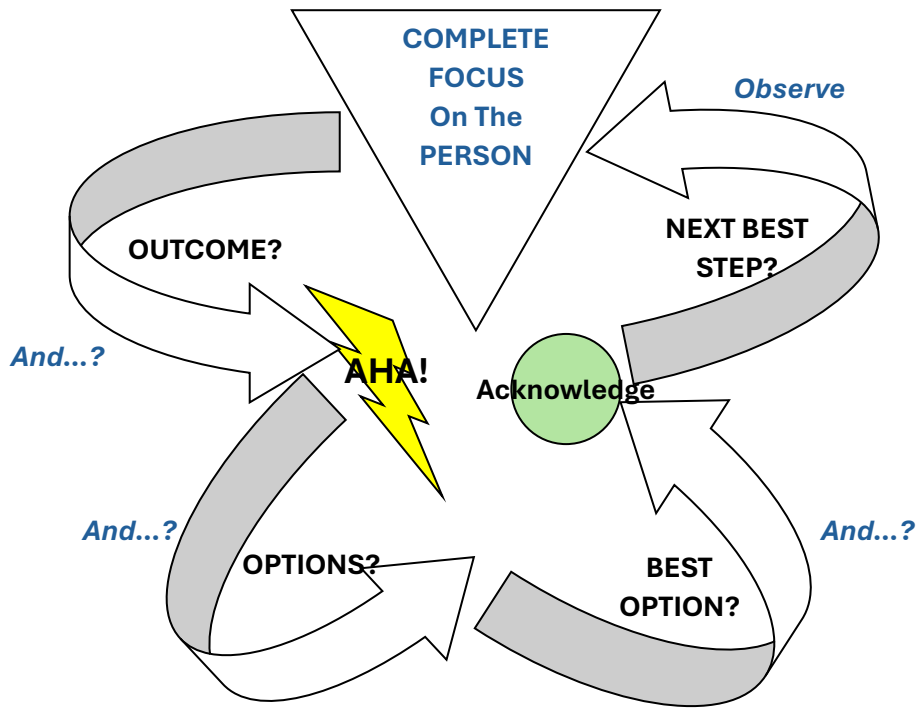 COMPLETE
FOCUS
On The
PERSON
Observe
OUTCOME?
NEXT BEST
STEP?
And...?
AHA!
Acknowledge
And...?
OPTIONS?
BEST
OPTION?
And...?